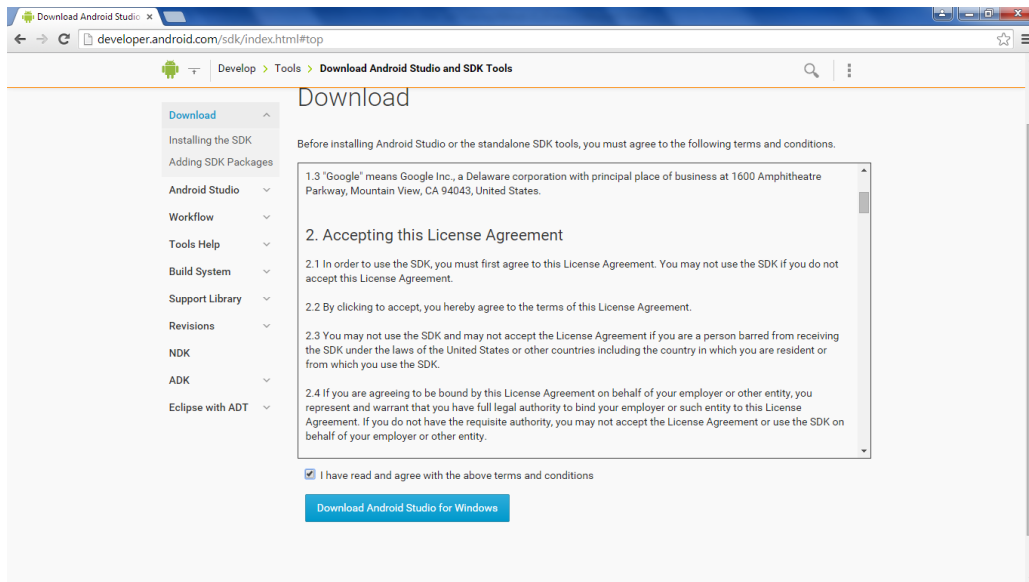 Download Android Studio
developer.android.com/sdk/index.html#top
Develop > Tools > Download Android Studio and SDK Tools
Download
Installing the SDK
Adding SDK Packages
Android Studio
Workflow
Tools Help
Build System
Support Library
Revisions
NDK
ADK
Eclipse with ADT
Download
Before installing Android Studio or the standalone SDK tools, you must agree to the following terms and conditions.
1.3 "Google" means Google Inc., a Delaware corporation with principal place of business at 1600 Amphitheatre
Parkway, Mountain View, CA 94043, United States.
2. Accepting this License Agreement
2.1 In order to use the SDK, you must first agree to this License Agreement. You may not use the SDK if you do not
accept this License Agreement.
2.2 By clicking to accept, you hereby agree to the terms of this License Agreement.
2.3 You may not use the SDK and may not accept the License Agreement if you are a person barred from receiving
the SDK under the laws of the United States or other countries including the country in which you are resident or
from which you use the SDK.
2.4 If you are agreeing to be bound by this License Agreement on behalf of your employer or other entity, you
represent and warrant that you have full legal authority to bind your employer or such entity to this License
Agreement. If you do not have the requisite authority, you may not accept the License Agreement or use the SDK on
behalf of your employer or other entity.
I have read and agree with the above terms and conditions
Download Android Studio for Windows